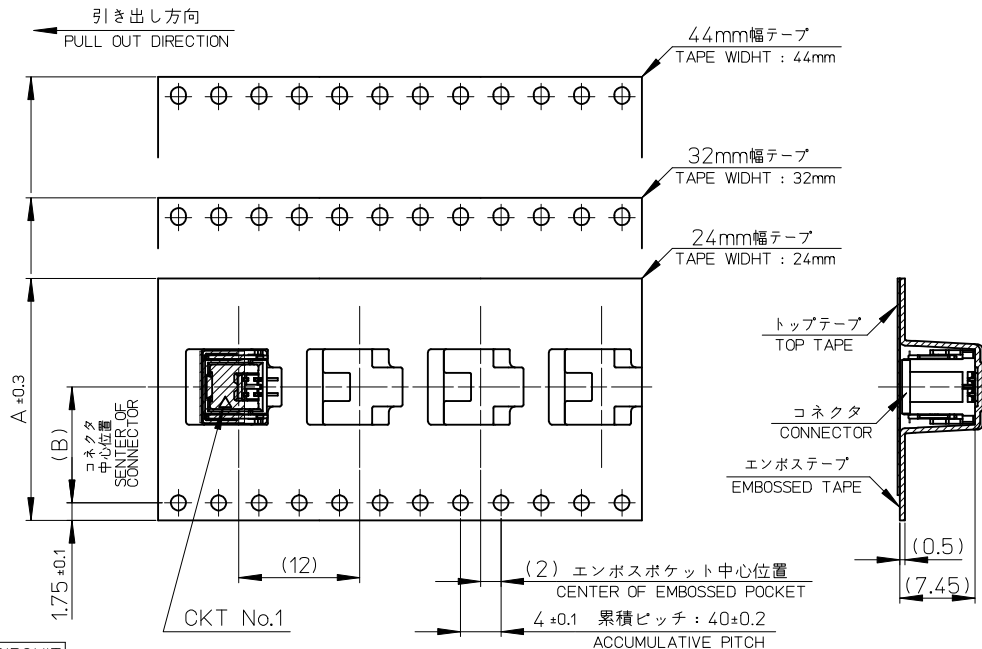 引き出し方向
PULL OUT DIRECTION
44mm幅テープ
TAPE WIDHT : 44mm
32mm幅テープ
TAPE WIDHT : 32mm
24mm幅テープ
TAPE WIDHT : 24mm
トップテープ
TOP TAPE
コネクタ
CONNECTOR
エンボステープ
EMBOSSED TAPE
A ±0.3
(B)
コネクタ
中心位置
SENTER OF
CONNECTOR
1.75 ±0.1
(12)
(2) エンボスポケット中心位置
CENTER OF EMBOSSED POCKET
4 ±0.1 累積ピッチ : 40±0.2
ACCUMULATIVE PITCH
CKT No.1
(0.5)
(7.45)